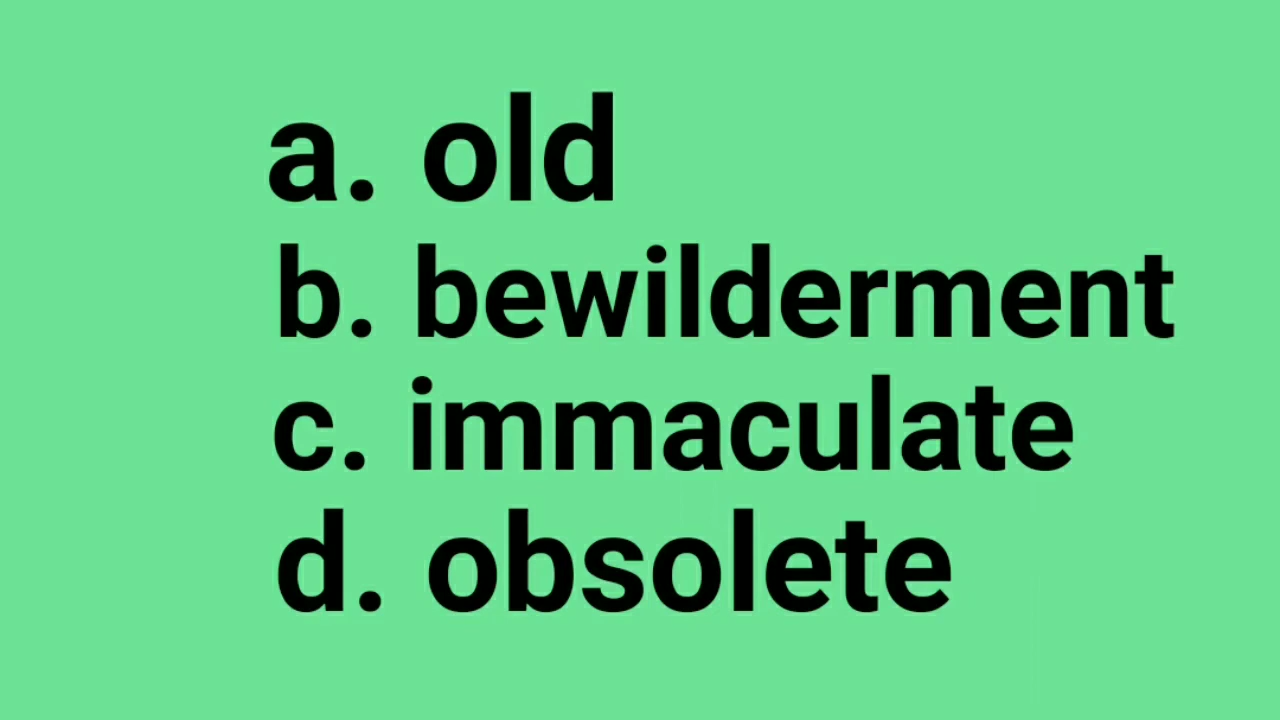 a. old
b. bewilderment
c. immaculate
d. obsolete